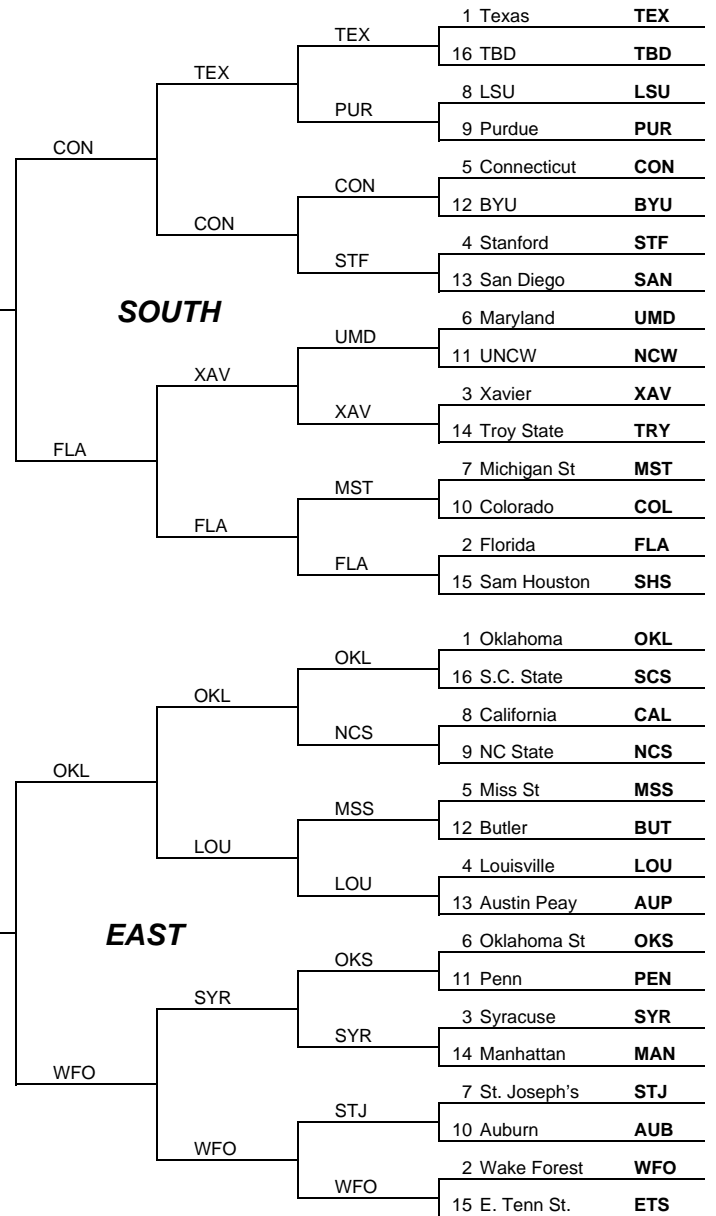 1 Texas TEX
TEX
16 TBD TBD
TEX
8 LSU LSU
PUR
9 Purdue PUR
CON
5 Connecticut CON
CON
12 BYU BYU
CON
4 Stanford STF
STF
13 San Diego SAN
SOUTH
6 Maryland UMD
UMD
11 UNCW NCW
XAV
3 Xavier XAV
XAV
14 Troy State TRY
FLA
7 Michigan St MST
MST
10 Colorado COL
FLA
2 Florida FLA
FLA
15 Sam Houston SHS
1 Oklahoma OKL
OKL
16 S.C. State SCS
OKL
8 California CAL
NCS
9 NC State NCS
OKL
5 Miss St MSS
MSS
12 Butler BUT
LOU
4 Louisville LOU
LOU
13 Austin Peay AUP
EAST
6 Oklahoma St OKS
OKS
11 Penn PEN
SYR
3 Syracuse SYR
SYR
14 Manhattan MAN
WFO
7 St. Joseph's STJ
STJ
10 Auburn AUB
WFO
2 Wake Forest WFO
WFO
15 E. Tenn St. ETS